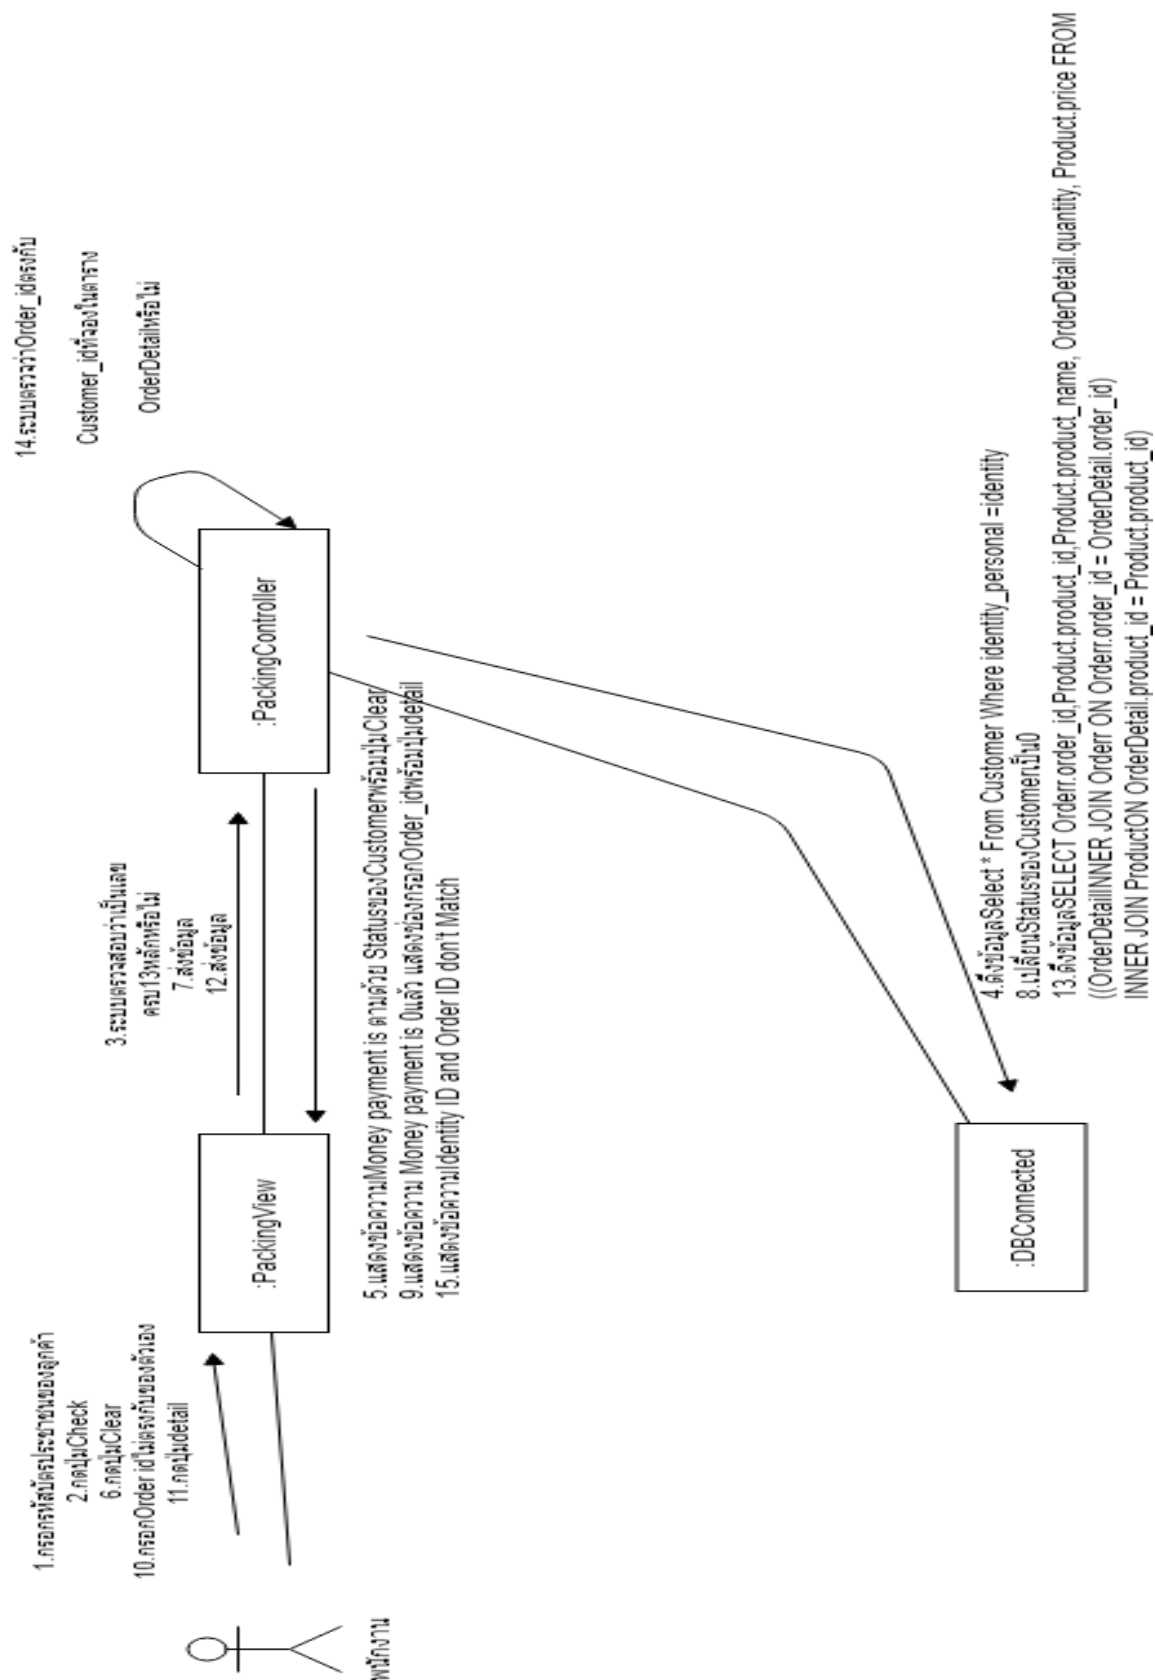 1.กรอกรหัสบัตรประชาชนของลูกค้า
2.กดปุ่มCheck
6.กดปุ่มClear
10.กรอกOrder idไม่ตรงกับของตัวเอง
11.กดปุ่มdetail
พนักงาน
:PackingView
3.ระบบตรวจสอบว่าเป็นเลข
ครบ13หลักหรือไม่
7.ส่งข้อมูล
12.ส่งข้อมูล
5.แสดงข้อความMoney payment is ตามด้วย StatusของCustomerพร้อมปุ่มClear
9.แสดงข้อความ Money payment is 0แล้ว แสดงช่องกรอกOrder_idพร้อมปุ่มdetail
15.แสดงข้อความIdentity ID and Order ID don't Match
:PackingController
14.ระบบตรวจว่าOrder_idตรงกับ
Customer_idที่จองในตาราง
OrderDetailหรือไม่
4.ดึงข้อมูลSelect * From Customer Where identity_personal =identity
8.เปลี่ยนStatusของCustomerเป็น0
13.ดึงข้อมูลSELECT Orderr.order_id,Product.product_id,Product.product_name, OrderDetail.quantity, Product.price FROM
((OrderDetailINNER JOIN Orderr ON Orderr.order_id = OrderDetail.order_id)
INNER JOIN ProductON OrderDetail.product_id = Product.product_id)
:DBConnected